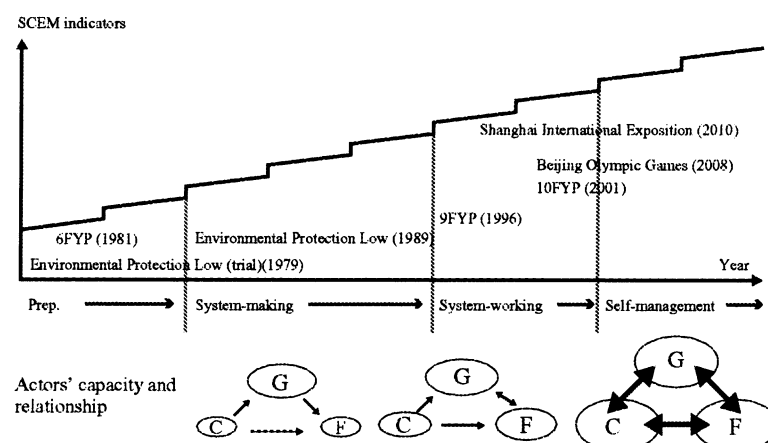 SCEM indicators
Shanghai International Exposition (2010)
Beijing Olympic Games (2008)
10FYP (2001)
9FYP (1996)
6FYP (1981)
Environmental Protection Low (1989)
Environmental Protection Low (trial)(1979)
Year
Prep.
System-making
System-working
Self-management
Actors' capacity and
relationship
G
C
F
G
C
F
G
C
F